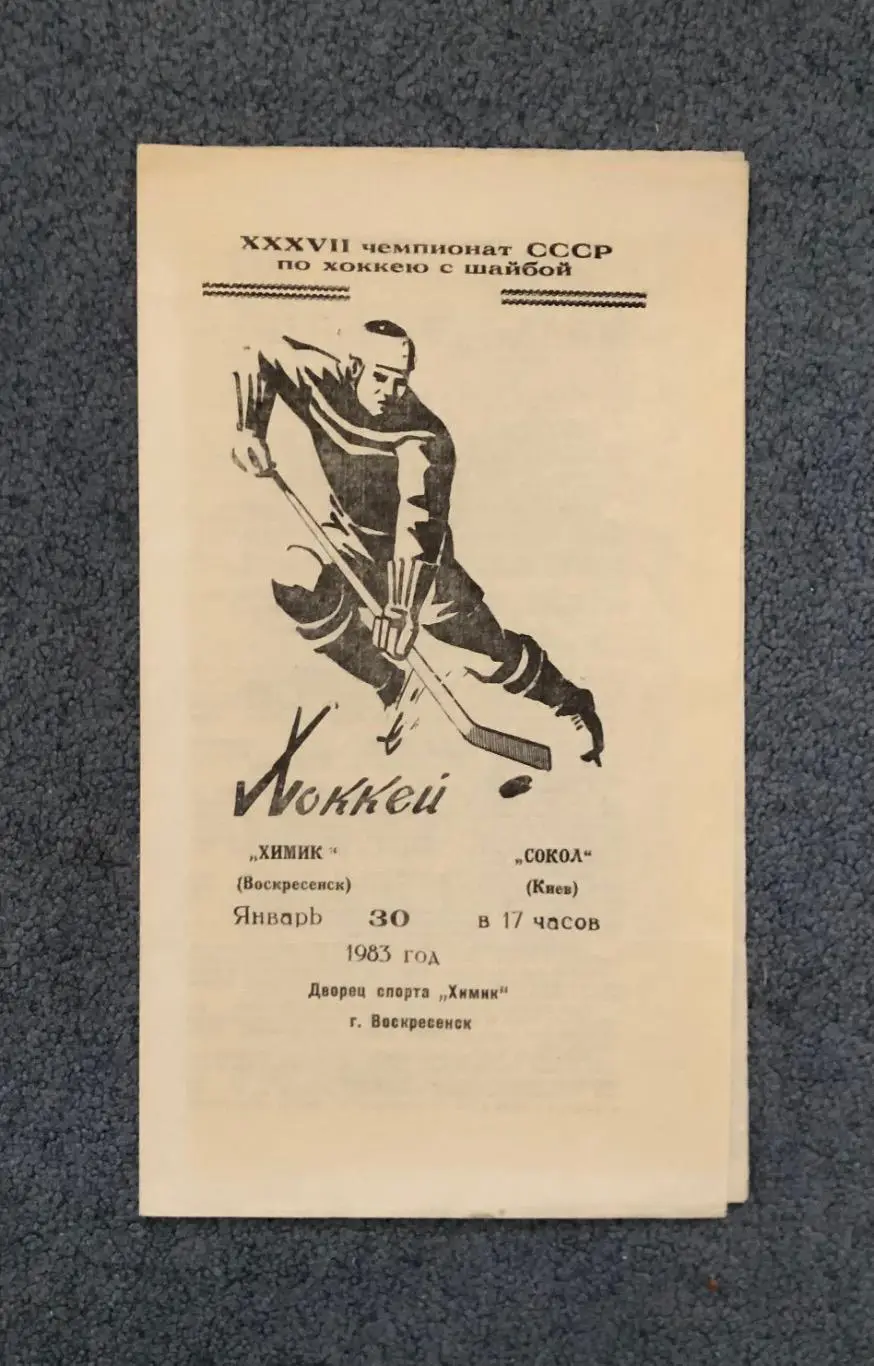 XXXVII чемпионат СССР
по хоккею с шайбой
Хоккей
„ХИМИК“ „СОКОЛ“
(Воскресенск) (Киев)
Январь 30 в 17 часов
1983 год
Дворец спорта „Химик“
г. Воскресенск